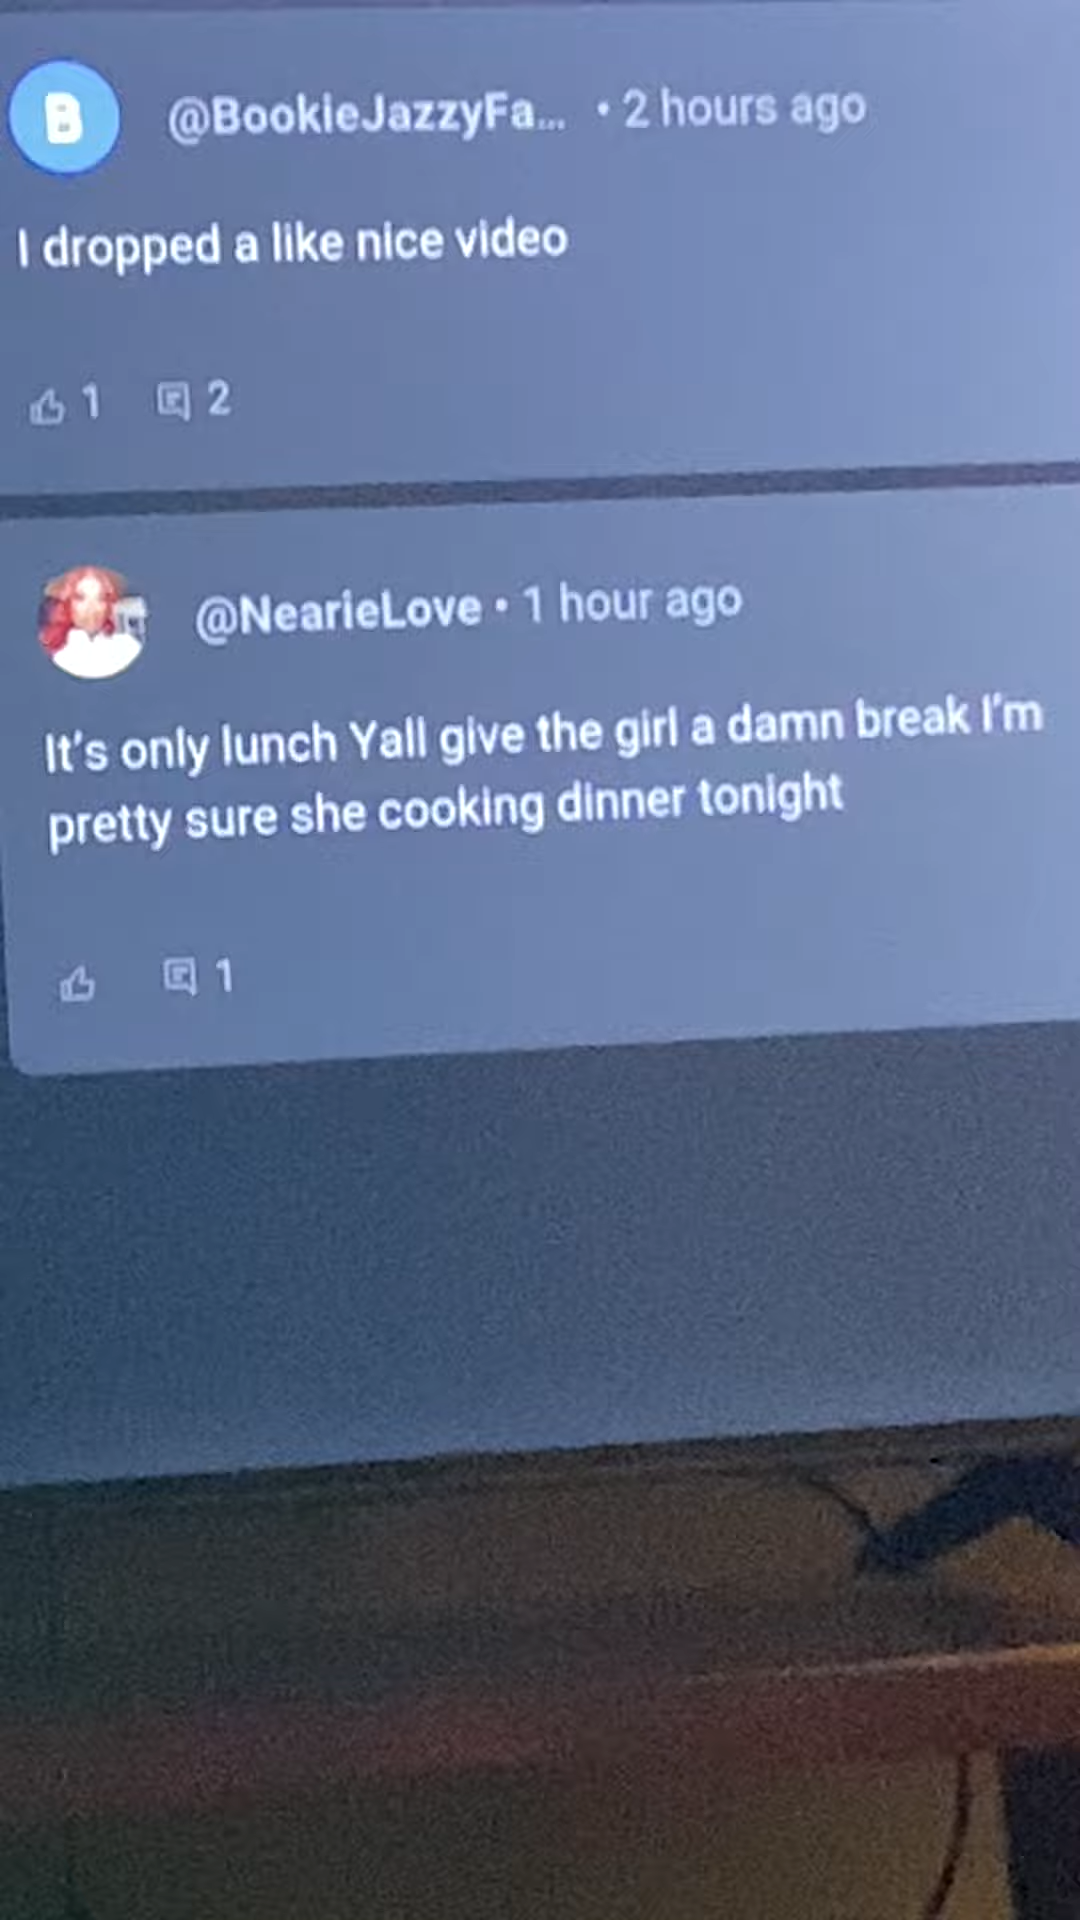 B
@BookieJazzyFa... • 2 hours ago
I dropped a like nice video
1 2
@NearieLove • 1 hour ago
It's only lunch Yall give the girl a damn break I'm
pretty sure she cooking dinner tonight
1